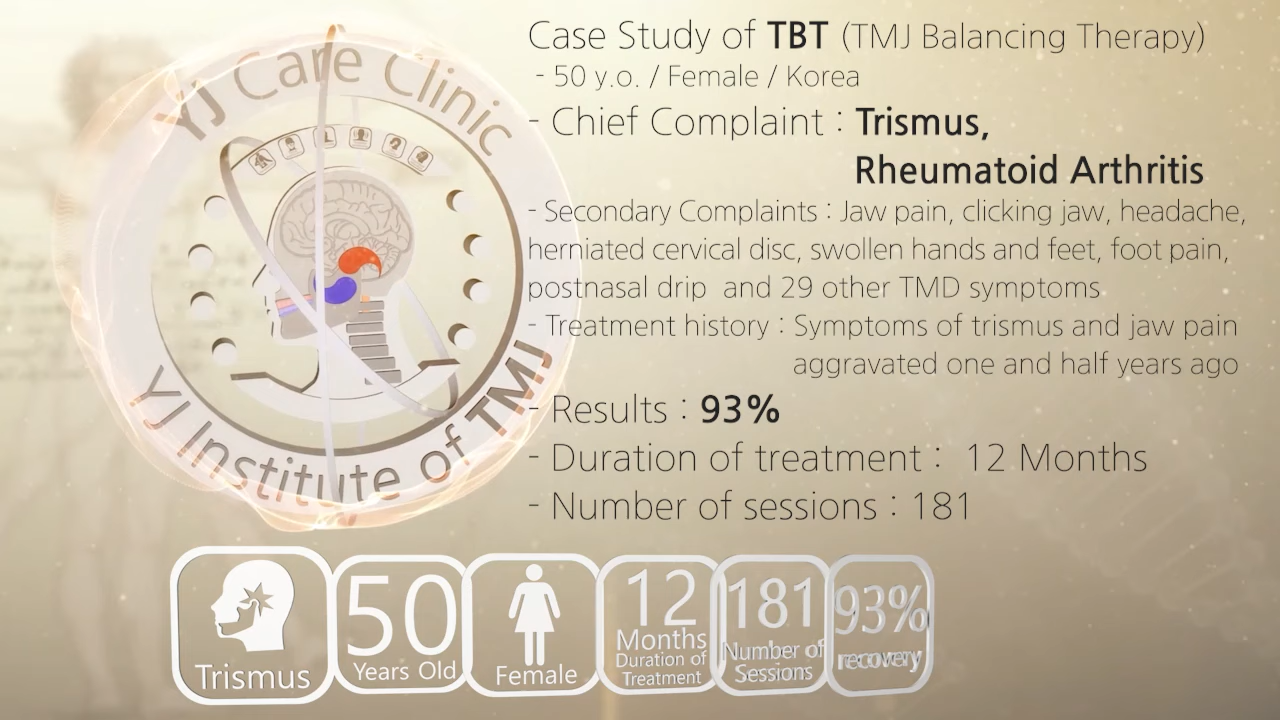 YJ Care Clinic
YJ Institute of TMJ
Case Study of TBT (TMJ Balancing Therapy)
- 50 y.o. / Female / Korea
- Chief Complaint : Trismus,
Rheumatoid Arthritis
- Secondary Complaints : Jaw pain, clicking jaw, headache,
herniated cervical disc, swollen hands and feet, foot pain,
postnasal drip and 29 other TMD symptoms
- Treatment history : Symptoms of trismus and jaw pain
aggravated one and half years ago
- Results : 93%
- Duration of treatment : 12 Months
- Number of sessions : 181
Trismus
50
Years Old
Female
12
Months
Duration of
Treatment
181
Number of
Sessions
93%
recovery